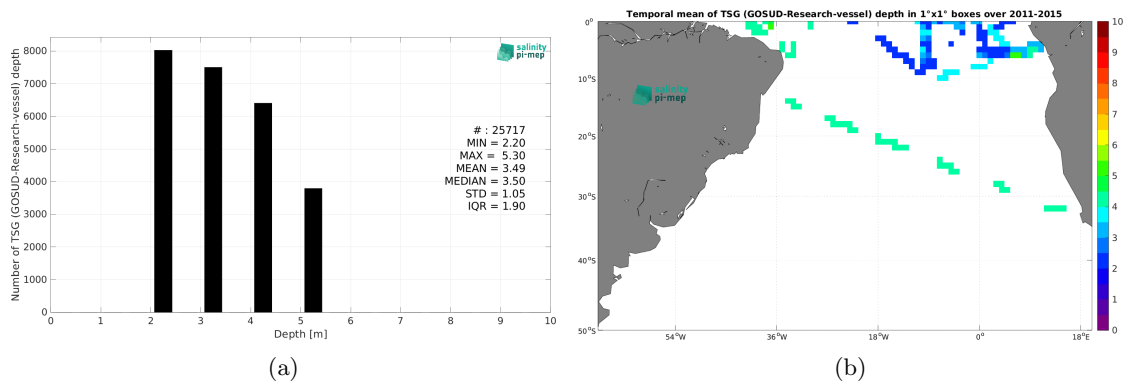 Number of TSG (GOSUD-Research-vessel) depth
8000
7000
6000
5000
4000
3000
2000
1000
0
salinity
pi-mep
# : 25717
MIN = 2.20
MAX = 5.30
MEAN = 3.49
MEDIAN = 3.50
STD = 1.05
IQR = 1.90
0 1 2 3 4 5 6 7 8 9 10
Depth [m]
(a)
Temporal mean of TSG (GOSUD-Research-vessel) depth in 1°x1° boxes over 2011-2015
0°
10°S
20°S
30°S
40°S
50°S
salinity
pi-mep
54°W 36°W 18°W 0° 18°E
10
9
8
7
6
5
4
3
2
1
0
(b)